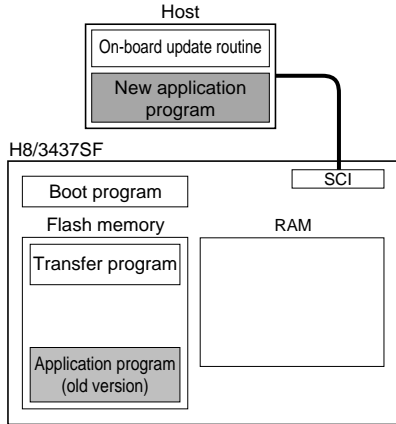 Host
On-board update routine
New application
program
H8/3437SF
SCI
Boot program
Flash memory
RAM
Transfer program
Application program
(old version)